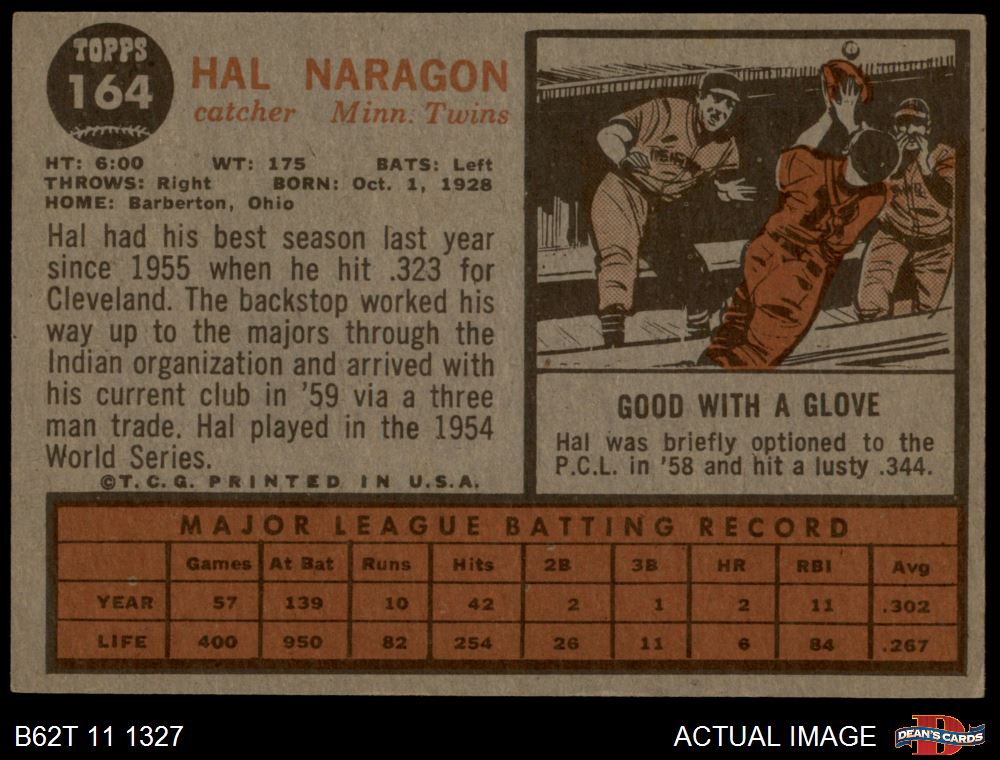 TOPPS
164
HAL NARAGON
catcher Minn. Twins
HT: 6:00 WT: 175 BATS: Left
THROWS: Right BORN: Oct. 1, 1928
HOME: Barberton, Ohio
Hal had his best season last year
since 1955 when he hit .323 for
Cleveland. The backstop worked his
way up to the majors through the
Indian organization and arrived with
his current club in '59 via a three
man trade. Hal played in the 1954
World Series.
©T.C.G. PRINTED IN U.S.A.
GOOD WITH A GLOVE
Hal was briefly optioned to the
P.C.L. in '58 and hit a lusty .344.
MAJOR LEAGUE BATTING RECORD
Games At Bat Runs Hits 2B 3B HR RBI Avg
YEAR 57 139 10 42 2 1 2 11 .302
LIFE 400 950 82 254 26 11 6 84 .267
B62T 11 1327
ACTUAL IMAGE
DEAN'S CARDS